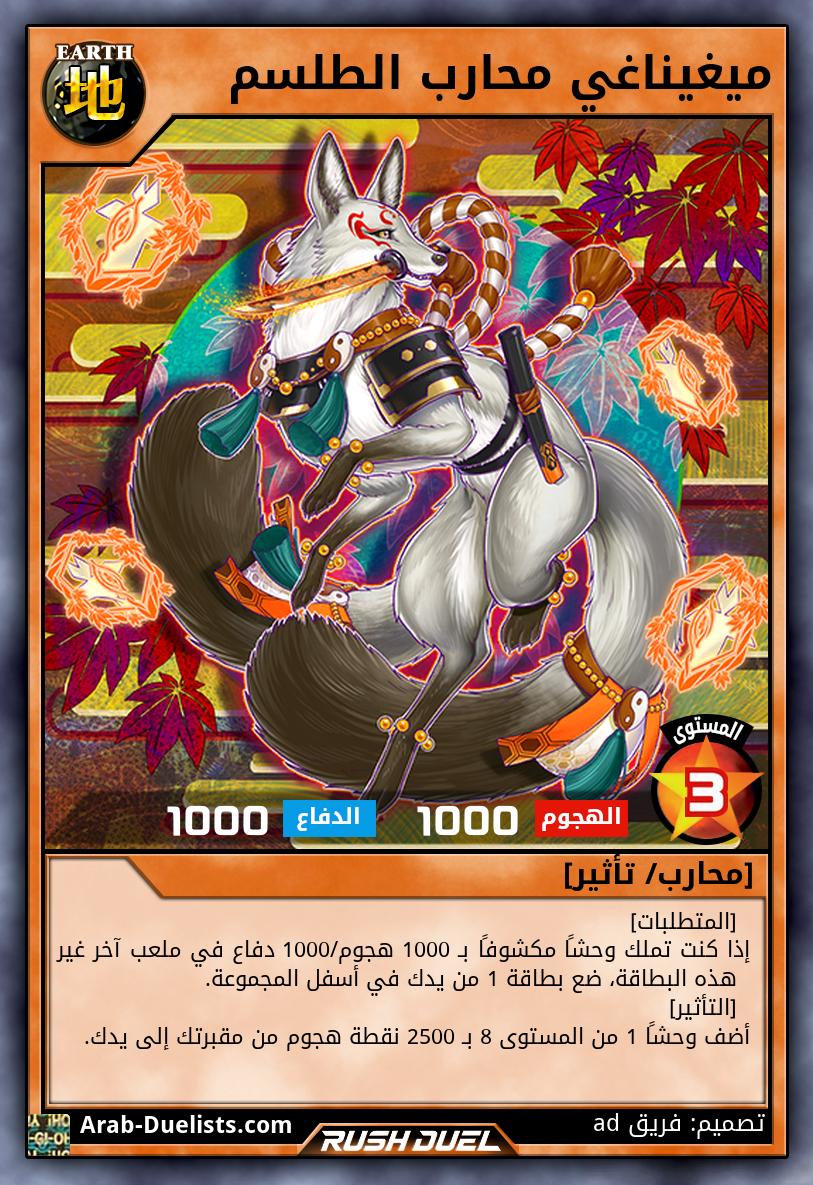 EARTH
地
ميغيناغي محارب الطلسم
المستوى
3
الهجوم 1000 الدفاع 1000
[محارب/ تأثير]
[المتطلبات]
إذا كنت تملك وحشاً مكشوفاً بـ 1000 هجوم/1000 دفاع في ملعب آخر غير
هذه البطاقة، ضع بطاقة 1 من يدك في أسفل المجموعة.
[التأثير]
أضف وحشاً 1 من المستوى 8 بـ 2500 نقطة هجوم من مقبرتك إلى يدك.
تصميم: فريق ad
RUSH DUEL
Arab-Duelists.com